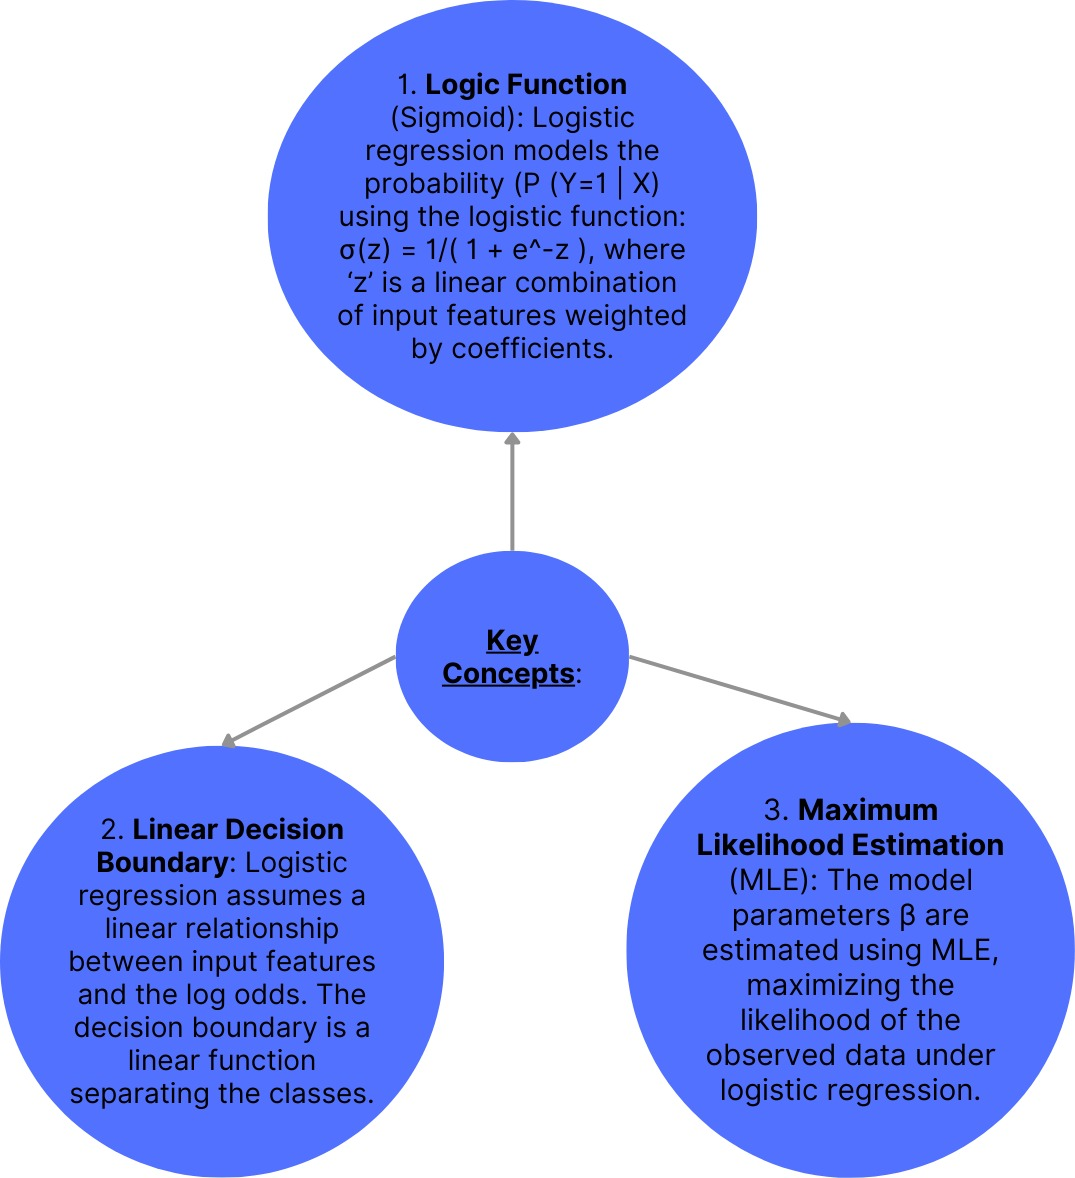 1. Logic Function
(Sigmoid): Logistic
regression models the
probability (P (Y=1 | X)
using the logistic function:
σ(z) = 1/( 1 + e^-z ), where
‘z’ is a linear combination
of input features weighted
by coefficients.
Key
Concepts:
2. Linear Decision
Boundary: Logistic
regression assumes a
linear relationship
between input features
and the log odds. The
decision boundary is a
linear function
separating the classes.
3. Maximum
Likelihood Estimation
(MLE): The model
parameters β are
estimated using MLE,
maximizing the
likelihood of the
observed data under
logistic regression.